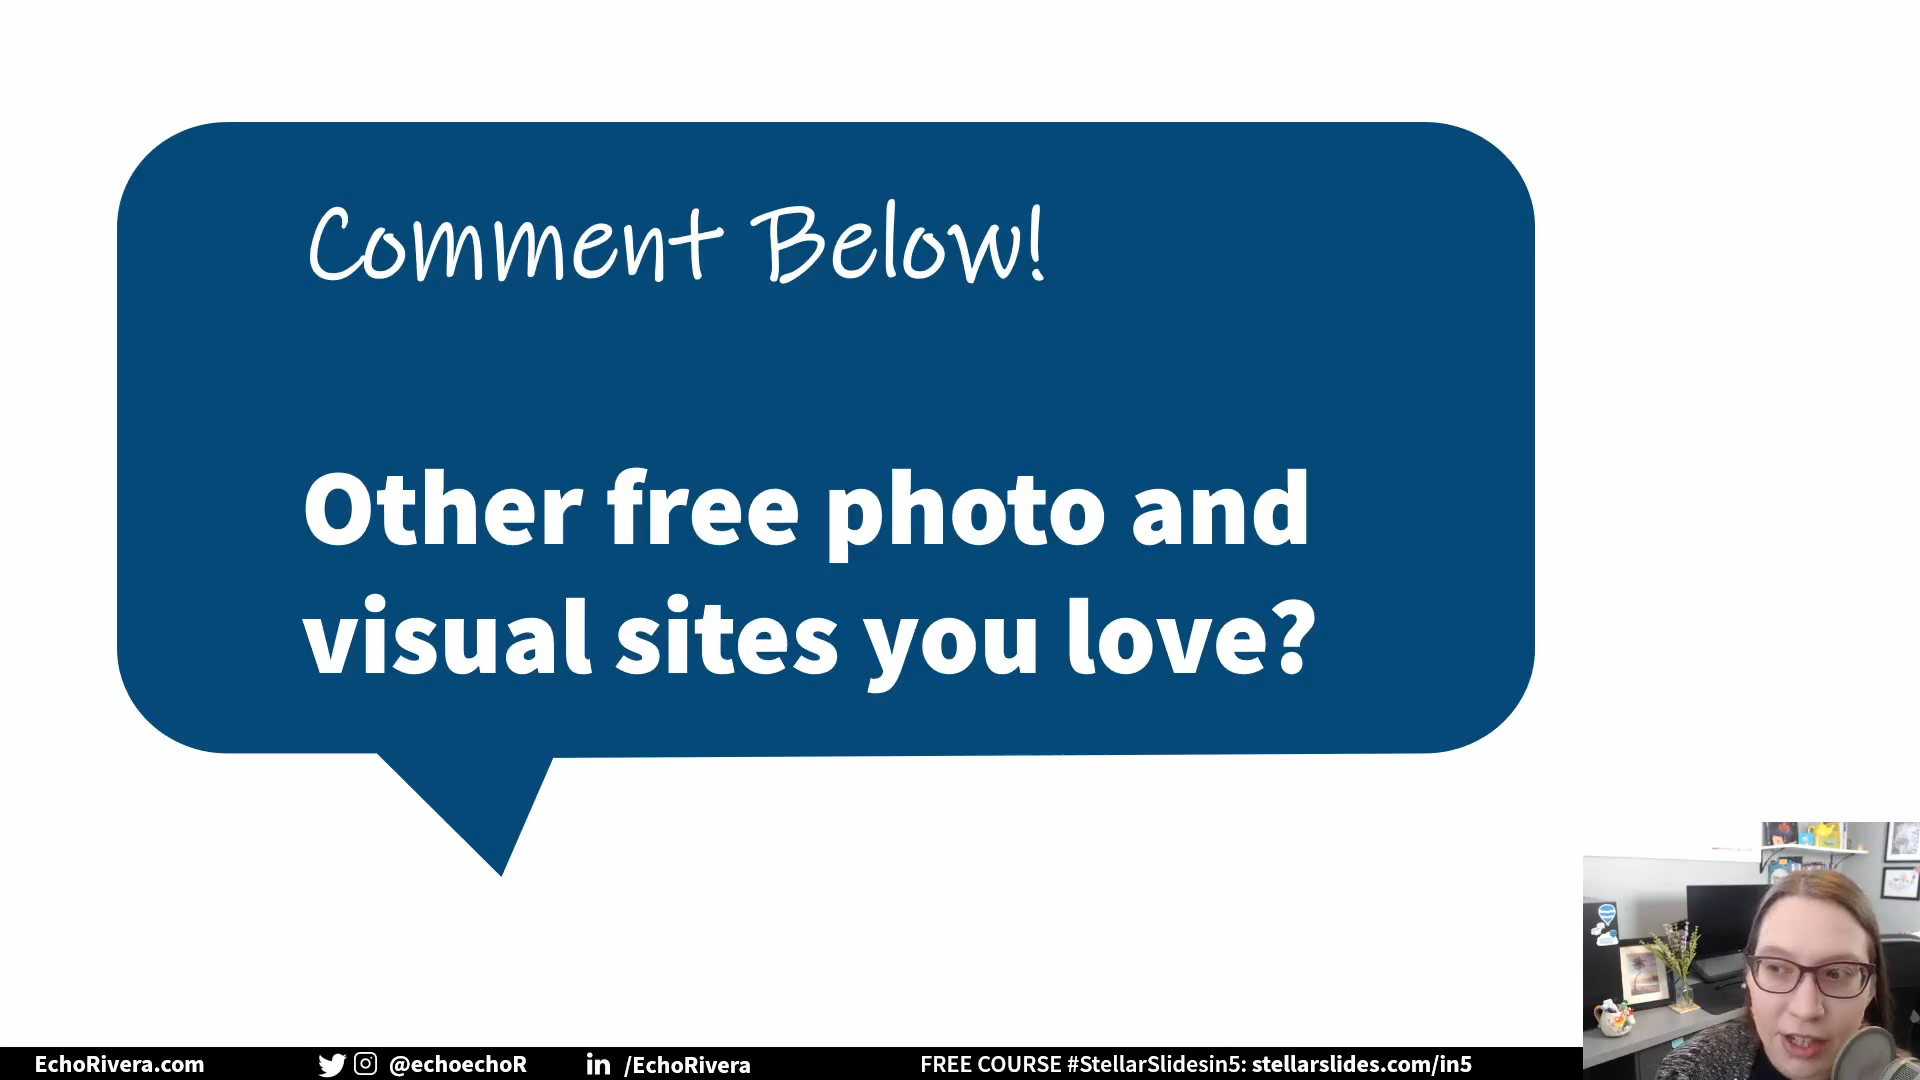 Comment Below!
Other free photo and
visual sites you love?
EchoRivera.com
@echoechoR
in /EchoRivera
FREE COURSE #StellarSlidesin5: stellarslides.com/in5